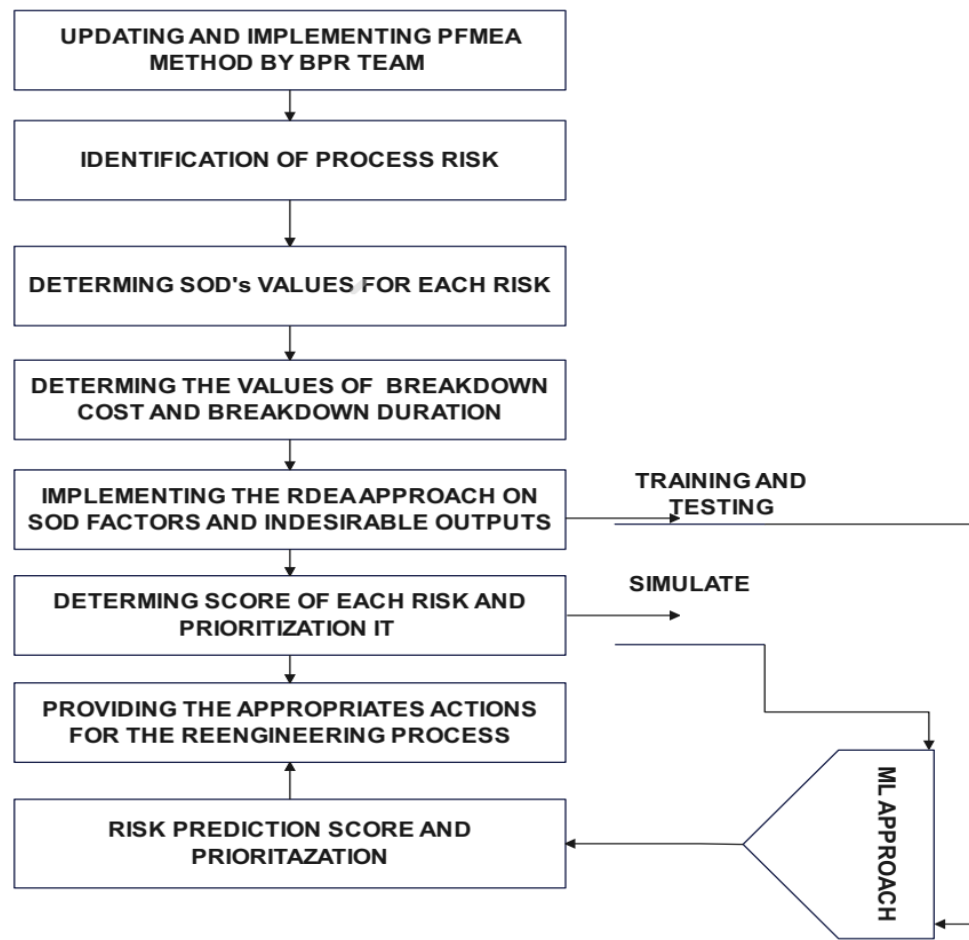 UPDATING AND IMPLEMENTING PFMEA
METHOD BY BPR TEAM
IDENTIFICATION OF PROCESS RISK
DETERMING SOD's VALUES FOR EACH RISK
DETERMING THE VALUES OF BREAKDOWN
COST AND BREAKDOWN DURATION
IMPLEMENTING THE RDEA APPROACH ON
SOD FACTORS AND INDESIRABLE OUTPUTS
TRAINING AND
TESTING
DETERMING SCORE OF EACH RISK AND
PRIORITIZATION IT
SIMULATE
PROVIDING THE APPROPRIATES ACTIONS
FOR THE REENGINEERING PROCESS
RISK PREDICTION SCORE AND
PRIORITAZATION
ML APPROACH